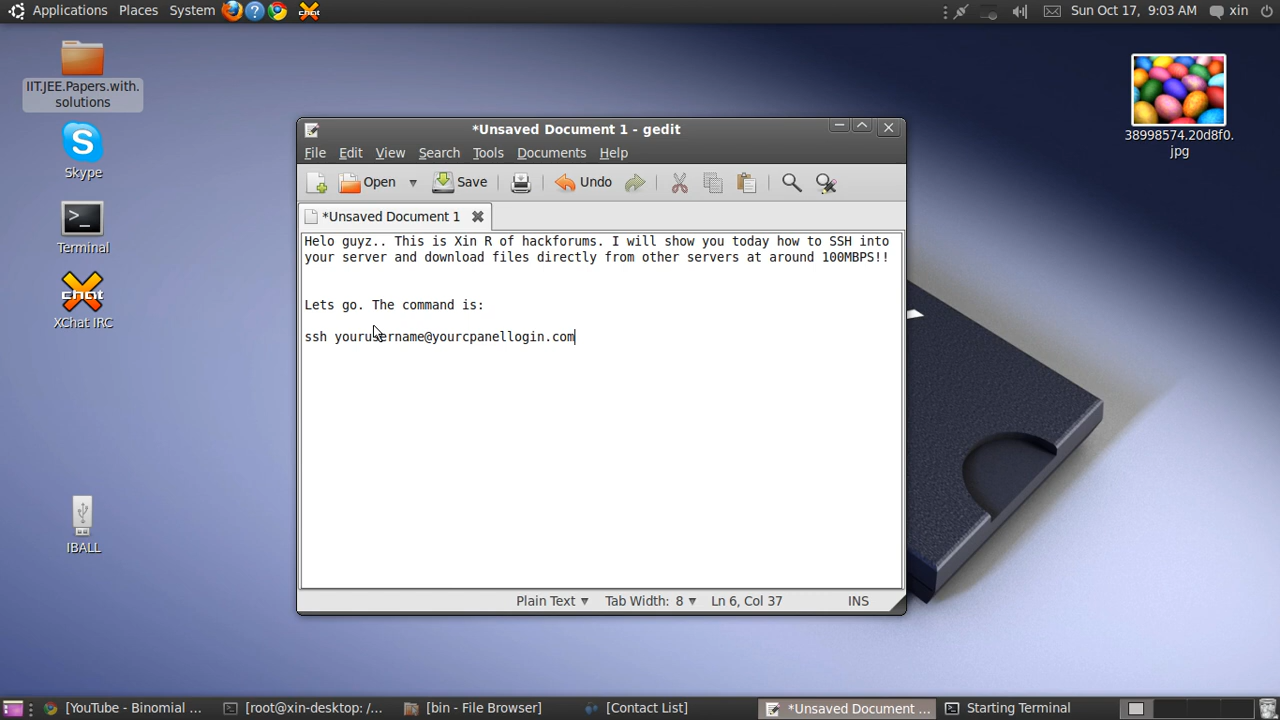 Applications Places System
Sun Oct 17, 9:03 AM xin
IIT.JEE.Papers.with.
solutions
Skype
Terminal
XChat IRC
IBALL
38998574.20d8f0.
jpg
*Unsaved Document 1 - gedit
File Edit View Search Tools Documents Help
Open Save Undo
*Unsaved Document 1
Helo guyz.. This is Xin R of hackforums. I will show you today how to SSH into
your server and download files directly from other servers at around 100MBPS!!
Lets go. The command is:
ssh yourusername@yourcpanellogin.com
Plain Text Tab Width: 8 Ln 6, Col 37 INS
[YouTube - Binomial ... [root@xin-desktop: /... [bin - File Browser] [Contact List] *Unsaved Document ... Starting Terminal